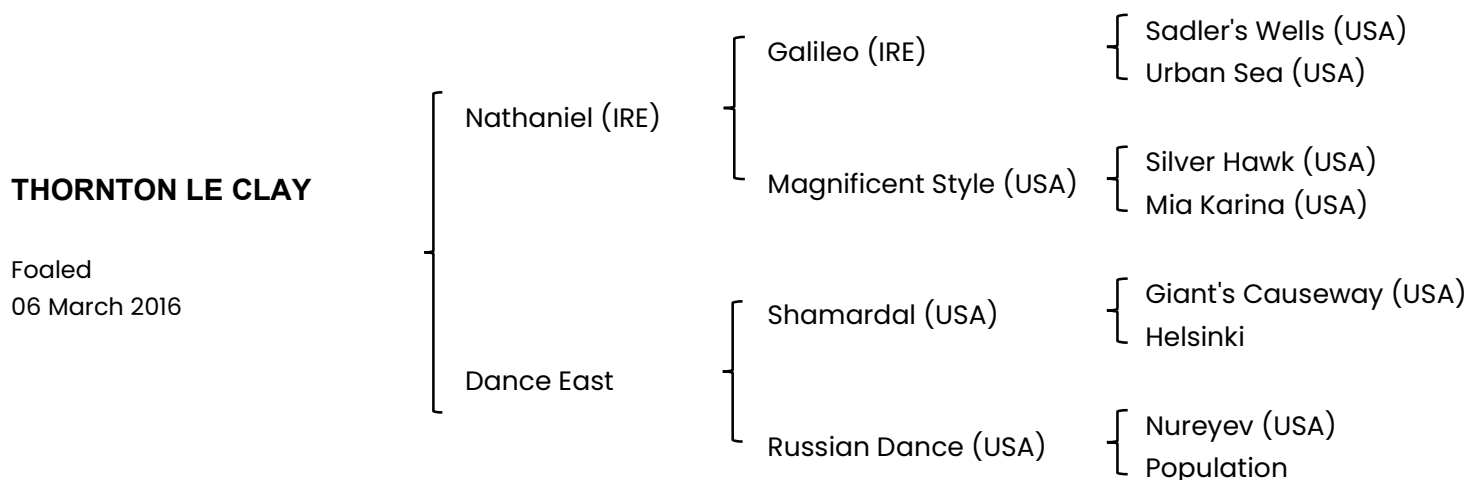 THORNTON LE CLAY
Foaled
06 March 2016
Nathaniel (IRE)
Dance East
Galileo (IRE)
Magnificent Style (USA)
Shamardal (USA)
Russian Dance (USA)
Sadler's Wells (USA)
Urban Sea (USA)
Silver Hawk (USA)
Mia Karina (USA)
Giant's Causeway (USA)
Helsinki
Nureyev (USA)
Population